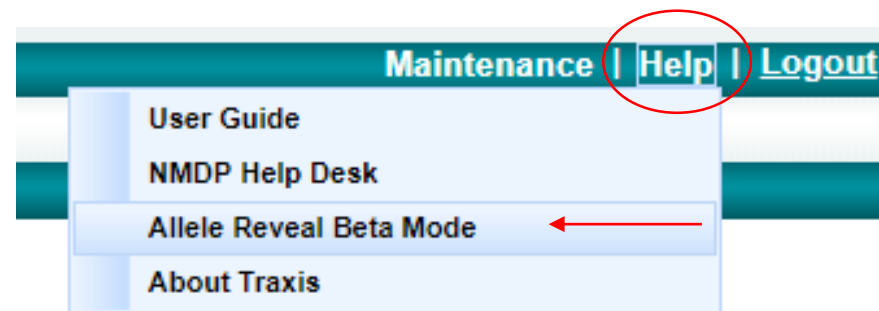 Maintenance | Help | Logout
User Guide
NMDP Help Desk
Allele Reveal Beta Mode
About Traxis